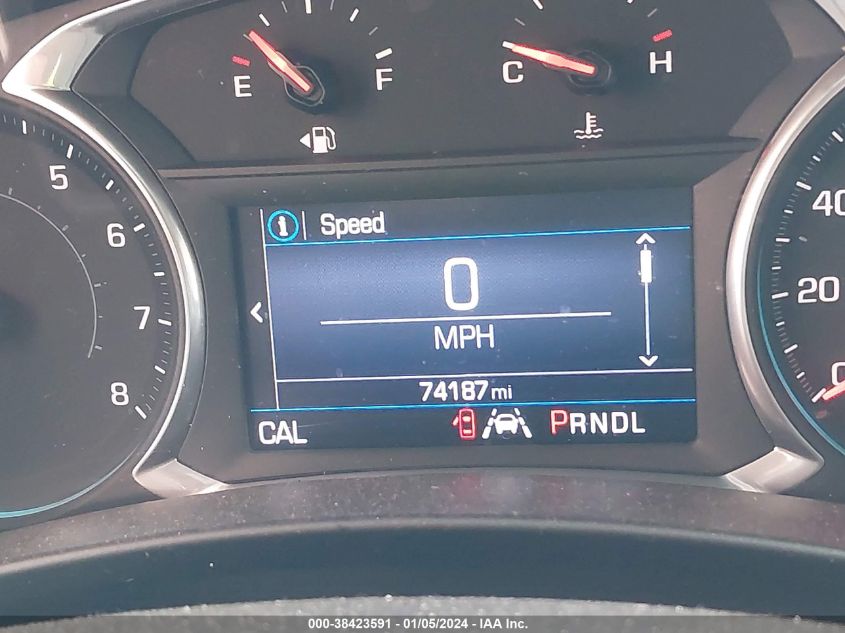 E F
C H
5
6
7
8
Speed
0
MPH
74187 mi
CAL PRNDL
40
20
0
000-38423591 - 01/05/2024 - IAA Inc.